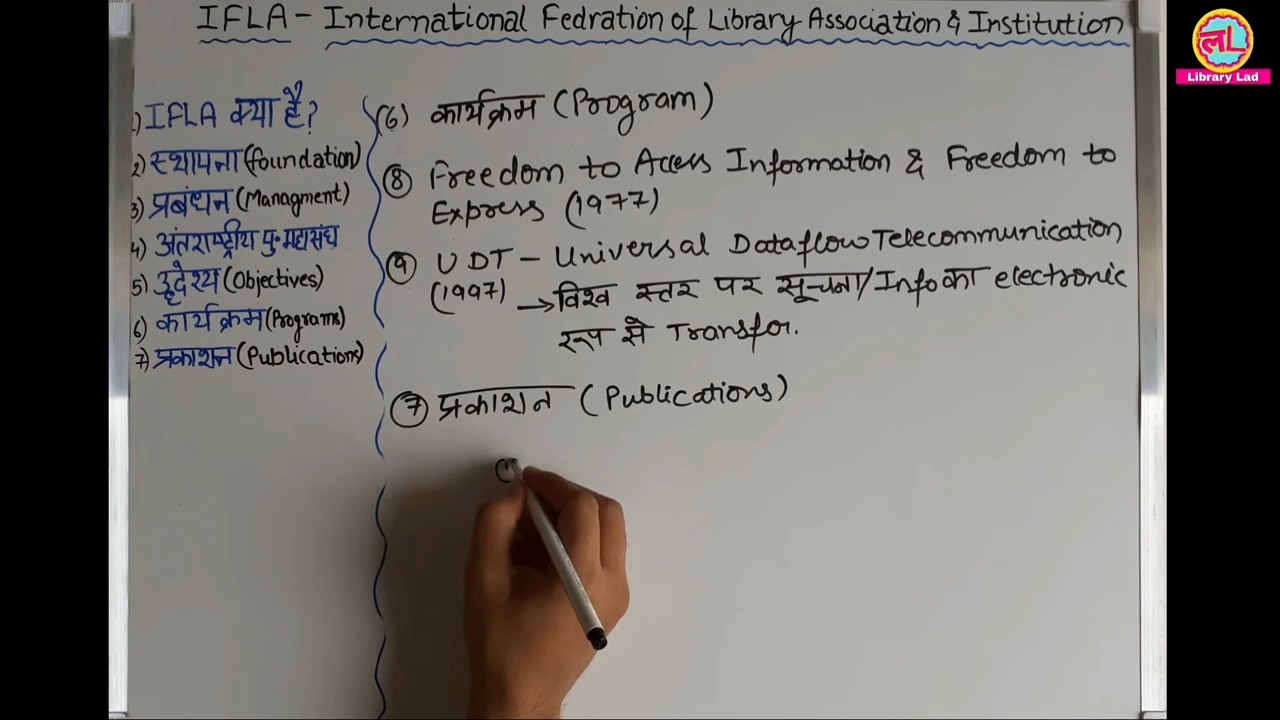 IFLA - International Fedration of Library Association & Institution
लL
Library Lad
1) IFLA क्या है?
2) स्थापना (foundation)
3) प्रबंधन (Managment)
4) अंतराष्ट्रीय पु॰ महासंघ
5) उद्देश्य (Objectives)
6) कार्यक्रम (Programs)
7) प्रकाशन (Publications)
(6) कार्यक्रम (Program)
⑧ Freedom to Access Information & Freedom to
Express (1977)
⑨ UDT - Universal Dataflow Telecommunication
(1997) → विश्व स्तर पर सूचना/Info का electronic
रूप से Transfor.
⑦ प्रकाशन (Publications)